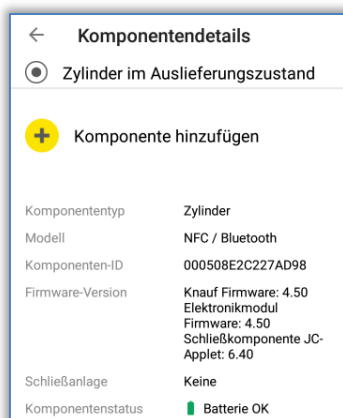 Komponentendetails
Zylinder im Auslieferungszustand
Komponente hinzufügen
Komponententyp Zylinder
Modell NFC / Bluetooth
Komponenten-ID 000508E2C227AD98
Firmware-Version Knauf Firmware: 4.50
Elektronikmodul
Firmware: 4.50
Schließkomponente JC-
Applet: 6.40
Schließanlage Keine
Komponentenstatus Batterie OK